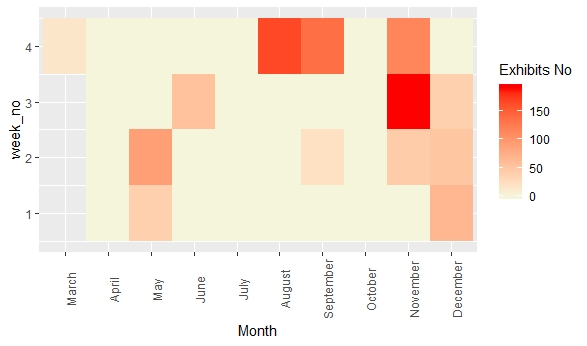 Exhibits No
150
100
50
0
4
3
2
1
week_no
March
April
May
June
July
August
September
October
November
December
Month